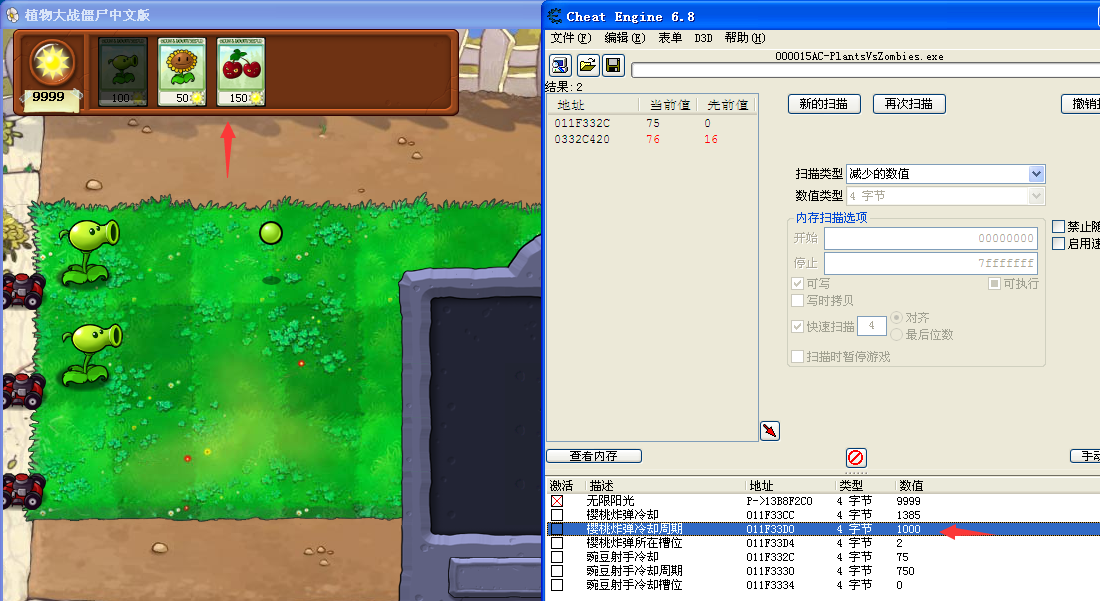 植物大战僵尸中文版
9999
100
50
150
Cheat Engine 6.8
文件(F) 编辑(E) 表单 D3D 帮助(H)
000015AC-PlantsVsZombies.exe
结果: 2
地址 当前值 先前值
011F332C 75 0
0332C420 76 16
新的扫描 再次扫描 撤销
扫描类型 减少的数值
数值类型 4 字节
内存扫描选项
开始 00000000
停止 7fffffff
可写 可执行
写时拷贝
快速扫描 4 对齐
最后位数
扫描时暂停游戏
禁止随
启用速
查看内存 手动
激活 描述 地址 类型 数值
无限阳光 P->13B8F2C0 4 字节 9999
樱桃炸弹冷却 011F33CC 4 字节 1385
樱桃炸弹冷却周期 011F33D0 4 字节 1000
樱桃炸弹所在槽位 011F33D4 4 字节 2
豌豆射手冷却 011F332C 4 字节 75
豌豆射手冷却周期 011F3330 4 字节 750
豌豆射手冷却槽位 011F3334 4 字节 0